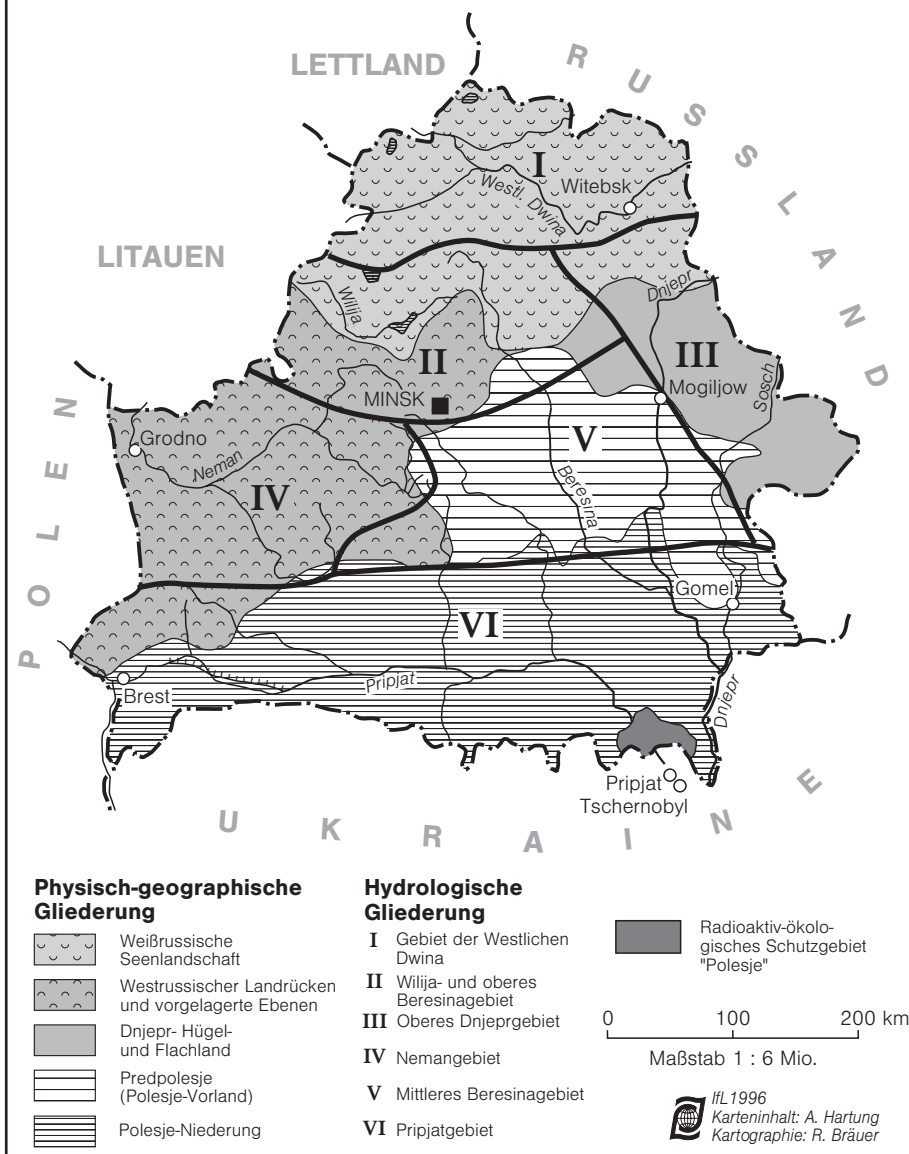 LETTLAND
RUSSLAND
I
Witebsk
Westl. Dwina
LITAUEN
Wilija
Dnjepr
II
III
MINSK
Mogiljow
Sosch
POLEN
Grodno
Neman
V
Beresina
IV
Gomel
VI
Pripjat
Brest
Dnjepr
Pripjat
Tschernobyl
UKRAINE
Physisch-geographische
Gliederung
Weißrussische
Seenlandschaft
Westrussischer Landrücken
und vorgelagerte Ebenen
Dnjepr- Hügel-
und Flachland
Predpolesje
(Polesje-Vorland)
Polesje-Niederung
Hydrologische
Gliederung
I Gebiet der Westlichen
Dwina
II Wilija- und oberes
Beresinagebiet
III Oberes Dnjeprgebiet
IV Nemangebiet
V Mittleres Beresinagebiet
VI Pripjatgebiet
Radioaktiv-ökolo-
gisches Schutzgebiet
"Polesje"
0 100 200 km
Maßstab 1 : 6 Mio.
IfL1996
Karteninhalt: A. Hartung
Kartographie: R. Bräuer